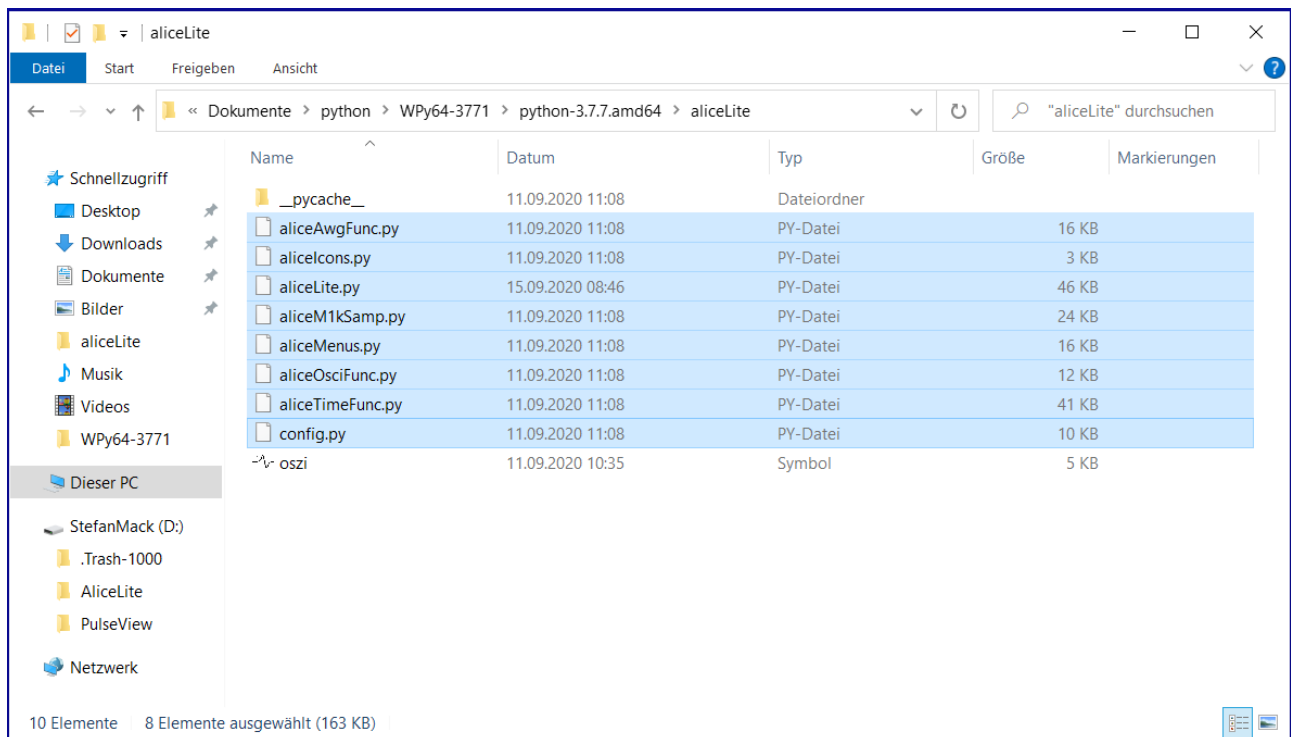 aliceLite
Datei Start Freigeben Ansicht
« Dokumente > python > WPy64-3771 > python-3.7.7.amd64 > aliceLite "aliceLite" durchsuchen
Schnellzugriff
Desktop
Downloads
Dokumente
Bilder
aliceLite
Musik
Videos
WPy64-3771
Dieser PC
StefanMack (D:)
.Trash-1000
AliceLite
PulseView
Netzwerk
Name Datum Typ Größe Markierungen
__pycache__ 11.09.2020 11:08 Dateiordner
aliceAwgFunc.py 11.09.2020 11:08 PY-Datei 16 KB
aliceIcons.py 11.09.2020 11:08 PY-Datei 3 KB
aliceLite.py 15.09.2020 08:46 PY-Datei 46 KB
aliceM1kSamp.py 11.09.2020 11:08 PY-Datei 24 KB
aliceMenus.py 11.09.2020 11:08 PY-Datei 16 KB
aliceOsciFunc.py 11.09.2020 11:08 PY-Datei 12 KB
aliceTimeFunc.py 11.09.2020 11:08 PY-Datei 41 KB
config.py 11.09.2020 11:08 PY-Datei 10 KB
oszi 11.09.2020 10:35 Symbol 5 KB
10 Elemente 8 Elemente ausgewählt (163 KB)